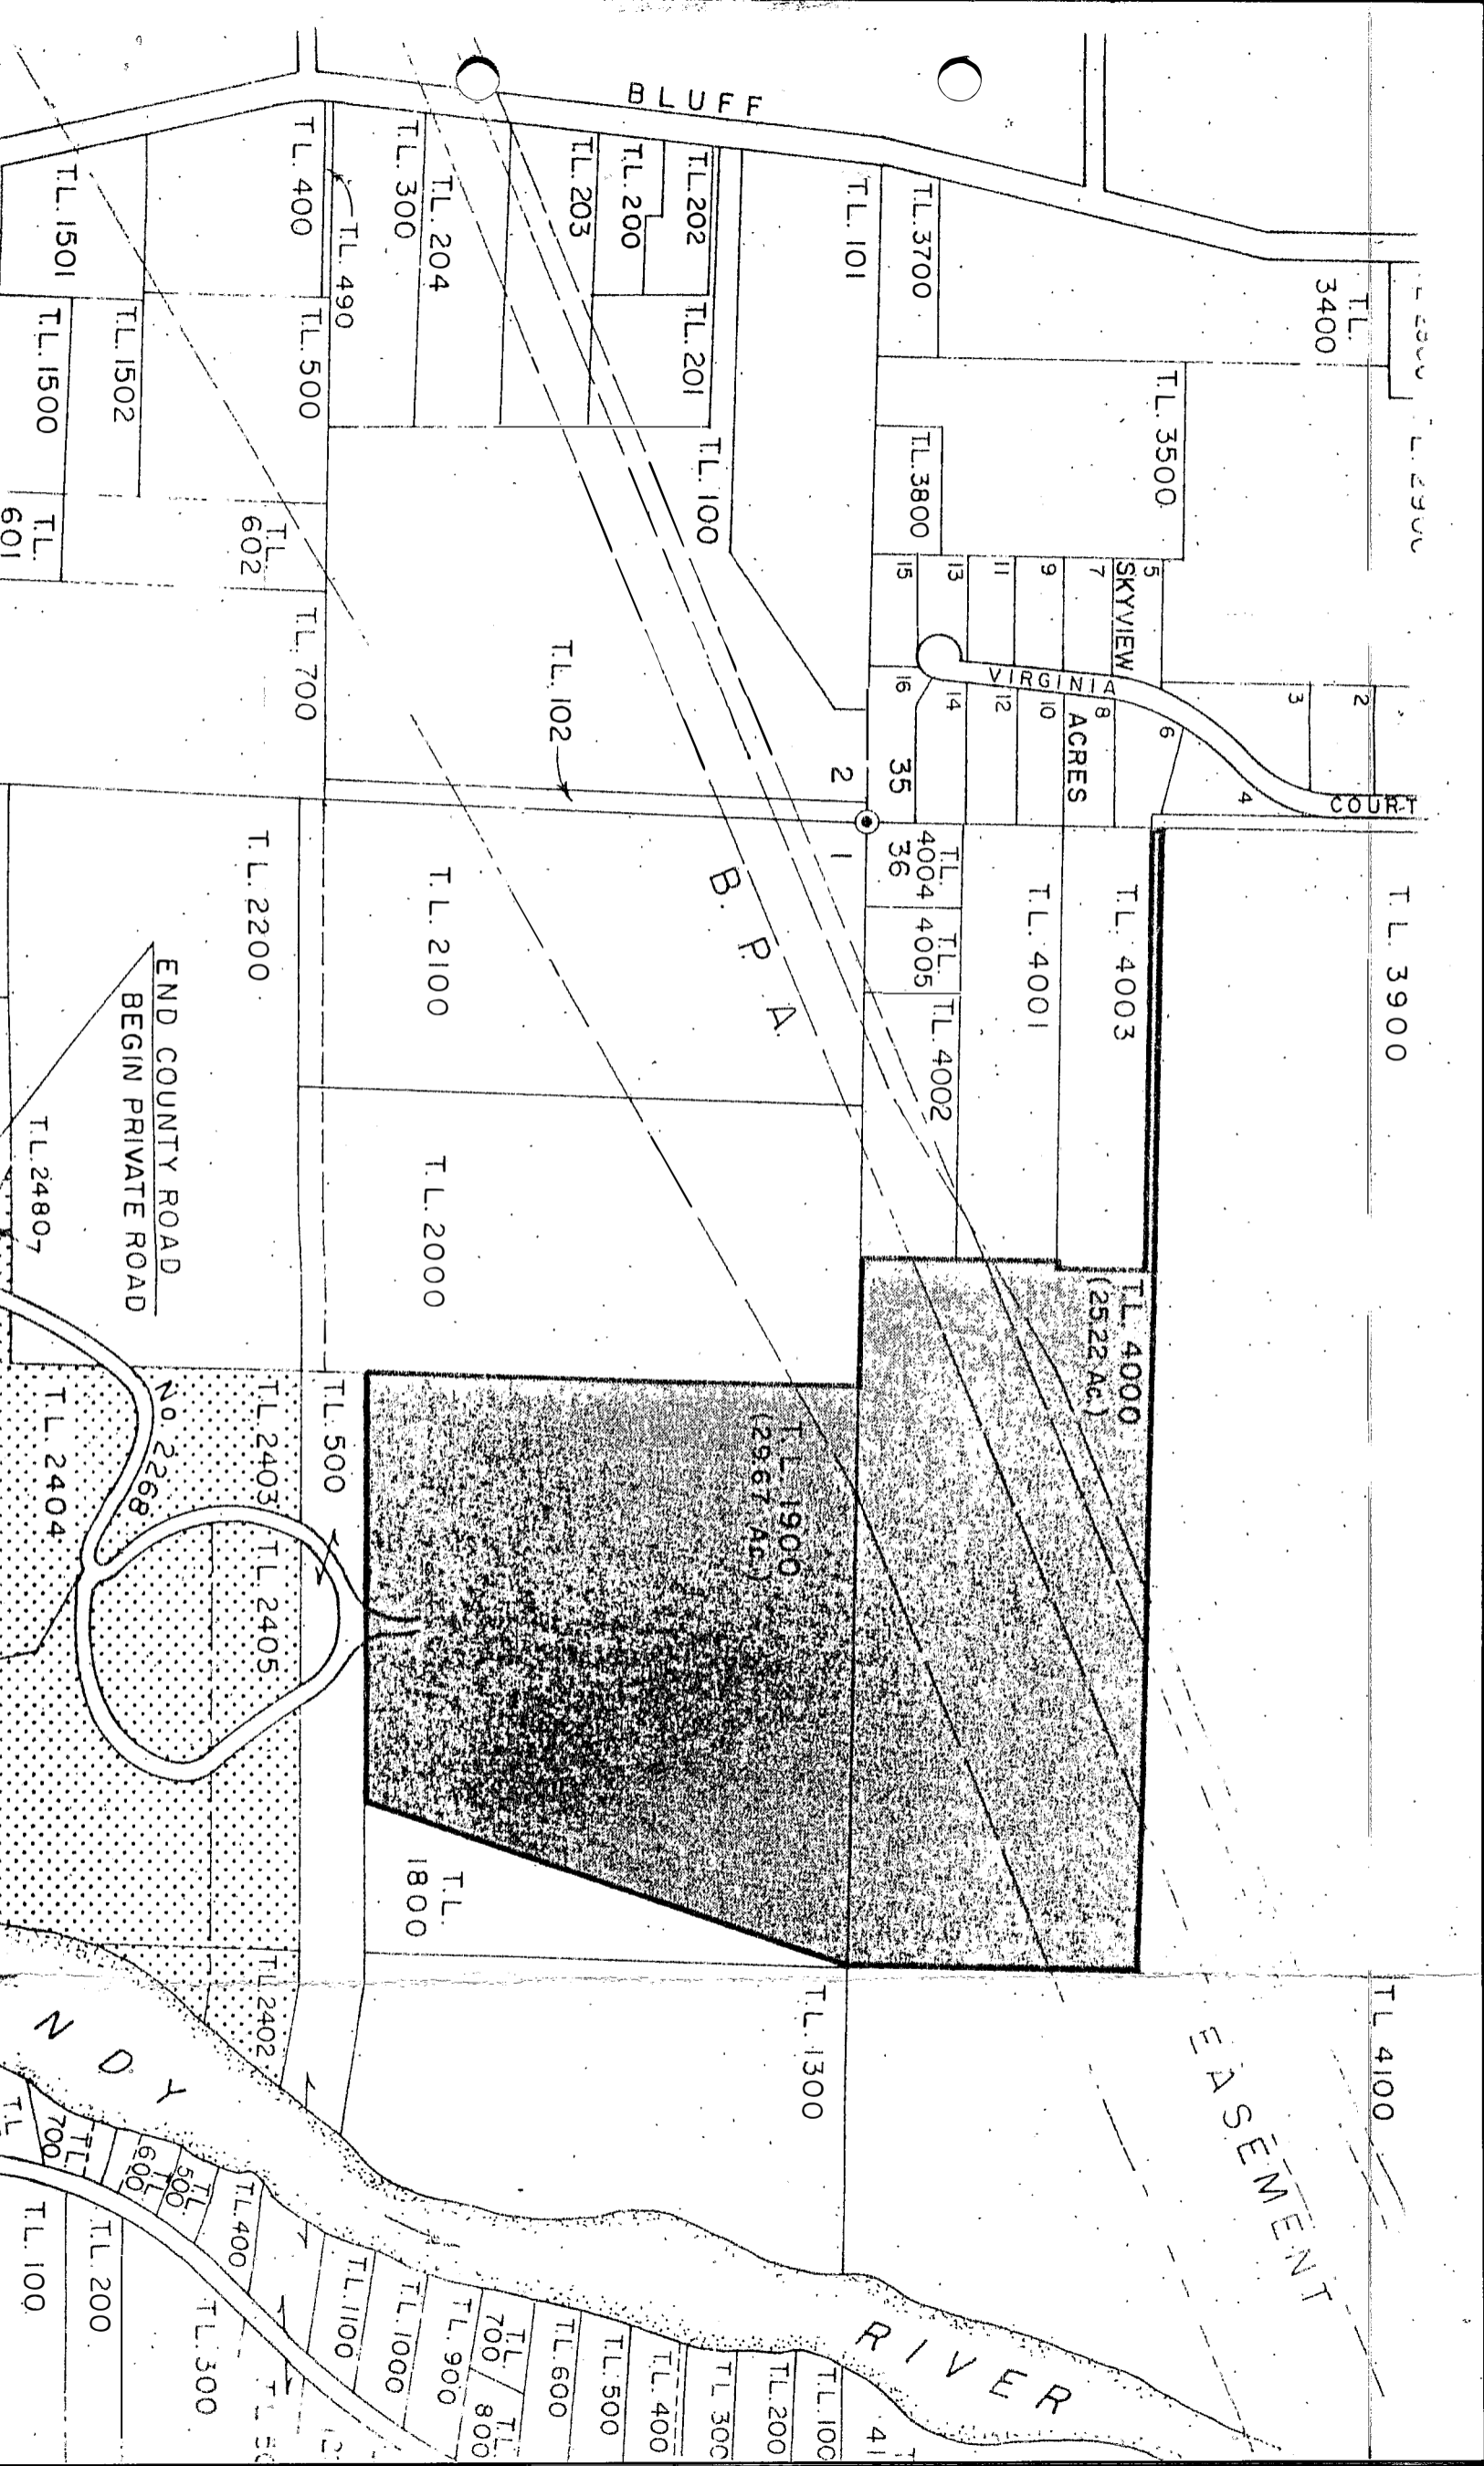 BLUFF
T.L. 3400
T.L. 3700
T.L. 101
T.L. 202
T.L. 200
T.L. 203
T.L. 204
T.L. 300
T.L. 490
T.L. 400
T.L. 1501
T.L. 3500
T.L. 3800
T.L. 201
T.L. 100
T.L. 500
T.L. 1502
T.L. 1500
T.L. 602
T.L. 601
T.L. 700
T.L. 102
SKYVIEW
ACRES
VIRGINIA
COURT
2
3
4
5
6
7
8
9
10
11
12
13
14
15
16
35
2
1
36
T.L. 4004
T.L. 4005
T.L. 4002
T.L. 4001
T.L. 4003
T.L. 3900
B. P. A.
EASEMENT
T.L. 2100
T.L. 2200
T.L. 2000
END COUNTY ROAD
BEGIN PRIVATE ROAD
T.L. 2480
T.L. 4000
(25.22 Ac.)
T.L. 1900
(29.67 Ac.)
T.L. 500
T.L. 2403
T.L. 2405
No. 2268
T.L. 2404
T.L. 1800
T.L. 2402
T.L. 1300
T.L. 4100
NDY
RIVER
T.L. 100
T.L. 200
T.L. 300
T.L. 400
T.L. 500
T.L. 600
T.L. 700
T.L. 800
T.L. 900
T.L. 1000
T.L. 1100
T.L. 300
T.L. 400
T.L. 500
T.L. 600
T.L. 700
T.L.
T.L. 200
T.L. 100
41